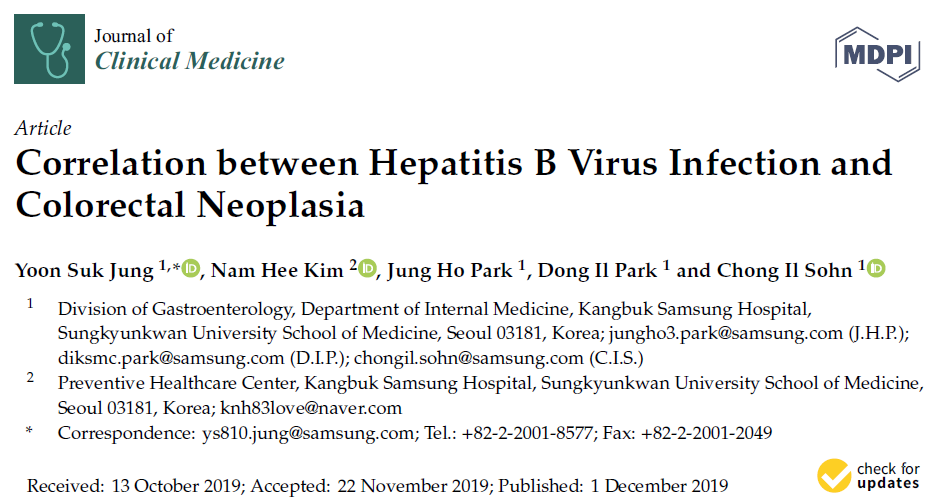 Journal of
Clinical Medicine
MDPI
Article
Correlation between Hepatitis B Virus Infection and
Colorectal Neoplasia
Yoon Suk Jung 1,* iD, Nam Hee Kim 2 iD, Jung Ho Park 1, Dong Il Park 1 and Chong Il Sohn 1 iD
1 Division of Gastroenterology, Department of Internal Medicine, Kangbuk Samsung Hospital,
Sungkyunkwan University School of Medicine, Seoul 03181, Korea; jungho3.park@samsung.com (J.H.P.);
diksmc.park@samsung.com (D.I.P.); chongil.sohn@samsung.com (C.I.S.)
2 Preventive Healthcare Center, Kangbuk Samsung Hospital, Sungkyunkwan University School of Medicine,
Seoul 03181, Korea; knh83love@naver.com
* Correspondence: ys810.jung@samsung.com; Tel.: +82-2-2001-8577; Fax: +82-2-2001-2049
Received: 13 October 2019; Accepted: 22 November 2019; Published: 1 December 2019
check for
updates